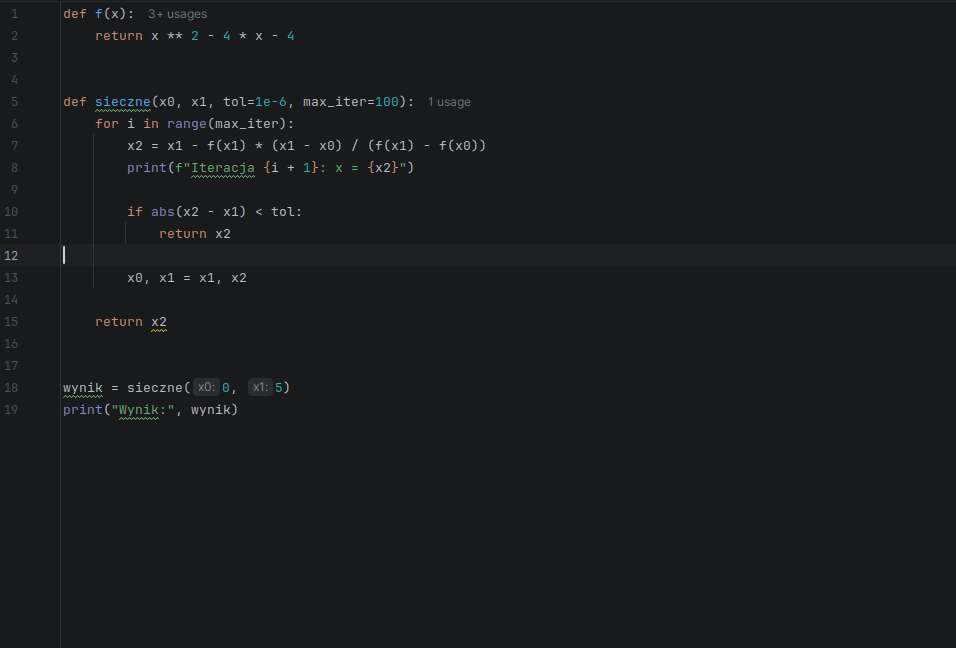 1 def f(x): 3+ usages
2 return x ** 2 - 4 * x - 4
3
4
5 def sieczne(x0, x1, tol=1e-6, max_iter=100): 1 usage
6 for i in range(max_iter):
7 x2 = x1 - f(x1) * (x1 - x0) / (f(x1) - f(x0))
8 print(f"Iteracja {i + 1}: x = {x2}")
9
10 if abs(x2 - x1) < tol:
11 return x2
12
13 x0, x1 = x1, x2
14
15 return x2
16
17
18 wynik = sieczne( x0: 0, x1: 5)
19 print("Wynik:", wynik)